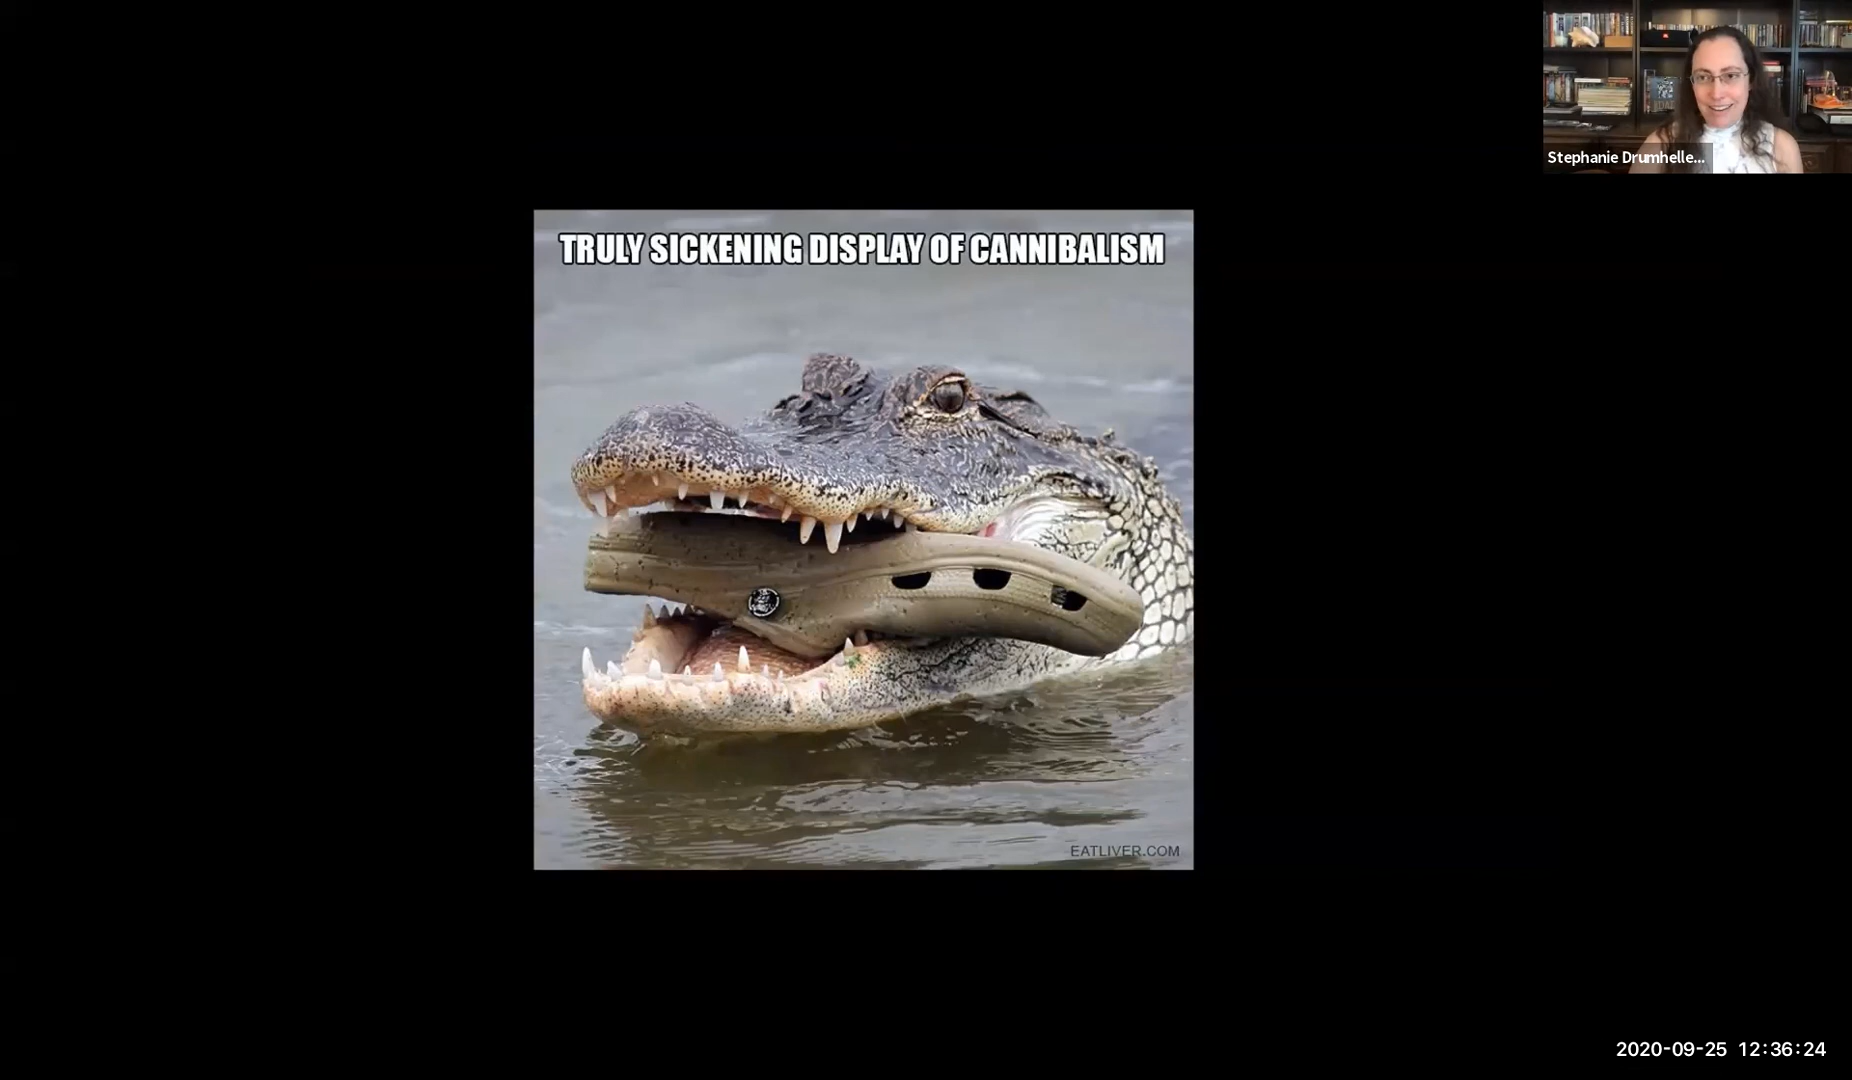 Stephanie Drumhelle...
TRULY SICKENING DISPLAY OF CANNIBALISM
EATLIVER.COM
2020-09-25 12:36:24